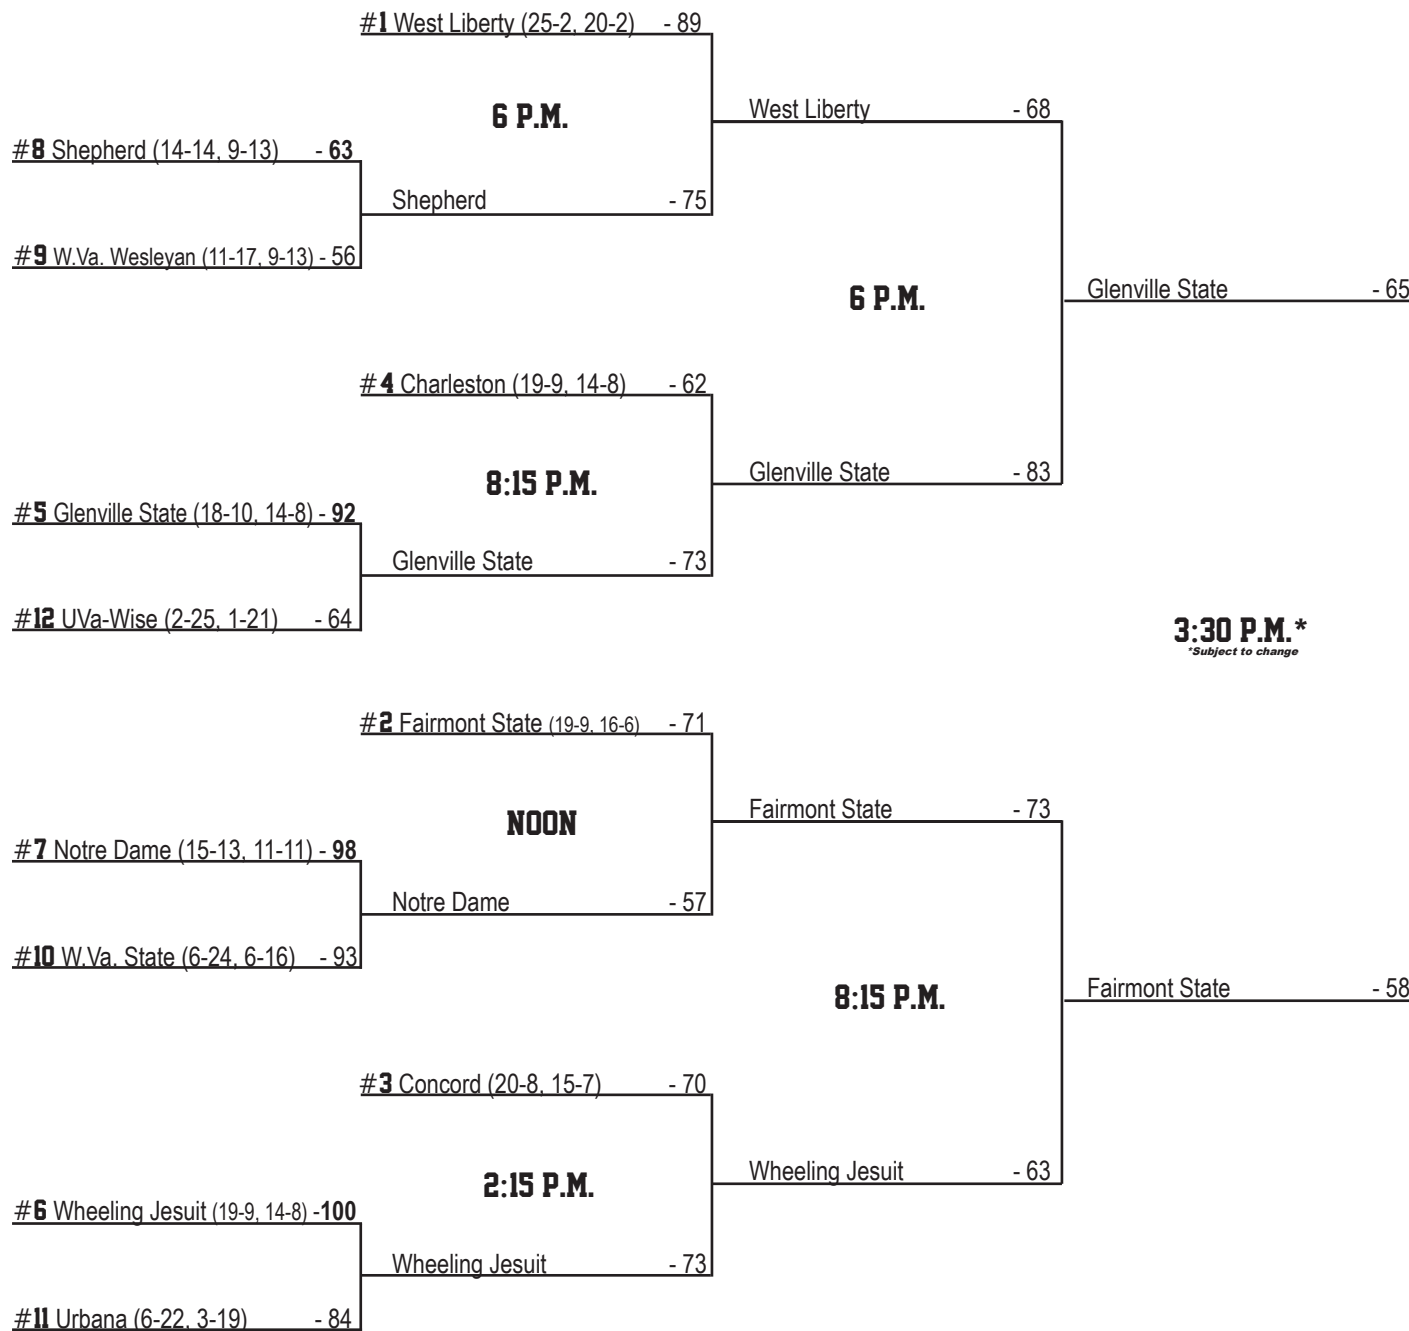 #1 West Liberty (25-2, 20-2) - 89
6 P.M.
West Liberty - 68
#8 Shepherd (14-14, 9-13) - 63
Shepherd - 75
#9 W.Va. Wesleyan (11-17, 9-13) - 56
6 P.M.
Glenville State - 65
#4 Charleston (19-9, 14-8) - 62
8:15 P.M.
Glenville State - 83
#5 Glenville State (18-10, 14-8) - 92
Glenville State - 73
#12 UVa-Wise (2-25, 1-21) - 64
3:30 P.M.*
*Subject to change
#2 Fairmont State (19-9, 16-6) - 71
NOON
Fairmont State - 73
#7 Notre Dame (15-13, 11-11) - 98
Notre Dame - 57
#10 W.Va. State (6-24, 6-16) - 93
8:15 P.M.
Fairmont State - 58
#3 Concord (20-8, 15-7) - 70
2:15 P.M.
Wheeling Jesuit - 63
#6 Wheeling Jesuit (19-9, 14-8) -100
Wheeling Jesuit - 73
#11 Urbana (6-22, 3-19) - 84